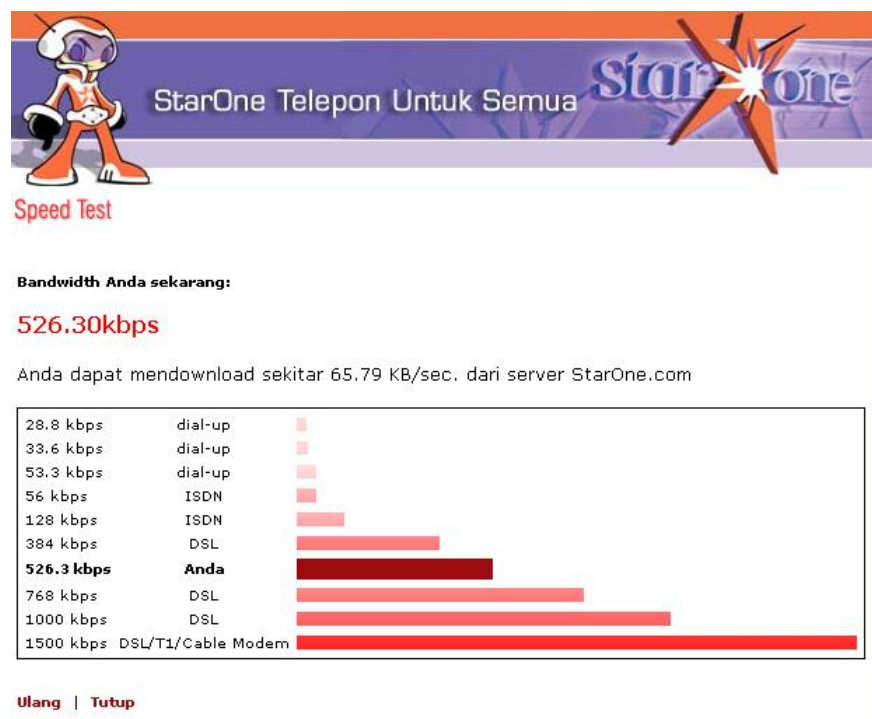 StarOne Telepon Untuk Semua
Star One
Speed Test
Bandwidth Anda sekarang:
526.30kbps
Anda dapat mendownload sekitar 65.79 KB/sec. dari server StarOne.com
28.8 kbps dial-up
33.6 kbps dial-up
53.3 kbps dial-up
56 kbps ISDN
128 kbps ISDN
384 kbps DSL
526.3 kbps Anda
768 kbps DSL
1000 kbps DSL
1500 kbps DSL/T1/Cable Modem
Ulang | Tutup